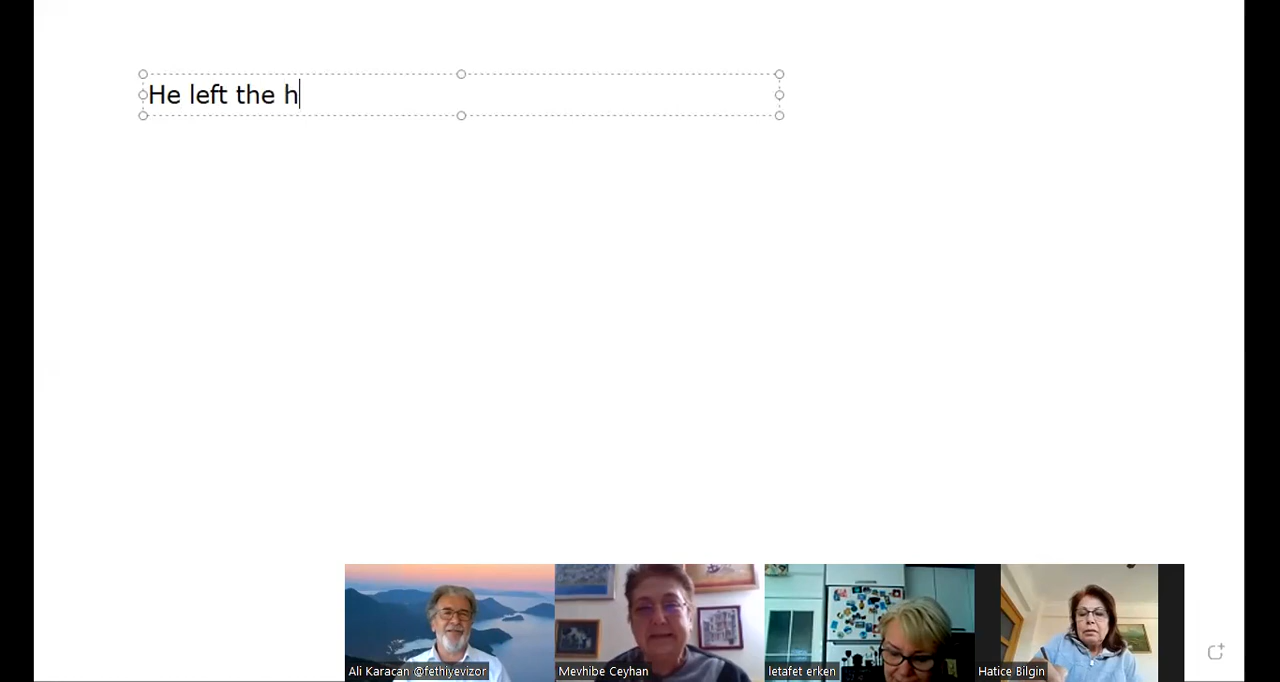 He left the h
Ali Karacan @fethiyevizor
Mevhibe Ceyhan
letafet erken
Hatice Bilgin